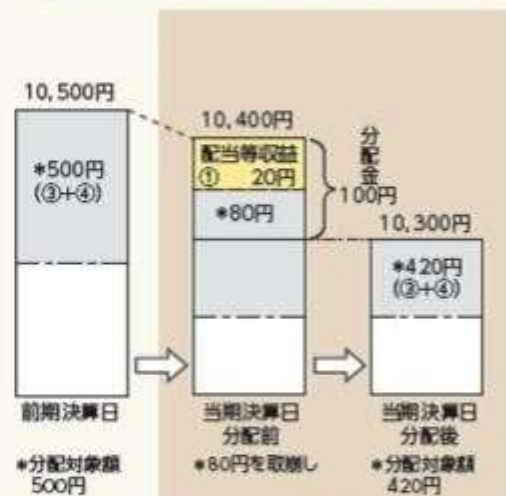 10,500円
*500円
(③+④)
10,400円
配当等収益
① 20円
*80円
分配金
100円
10,300円
*420円
(③+④)
前期決算日
*分配対象額
500円
当期決算日
分配前
*80円を取崩し
当期決算日
分配後
*分配対象額
420円